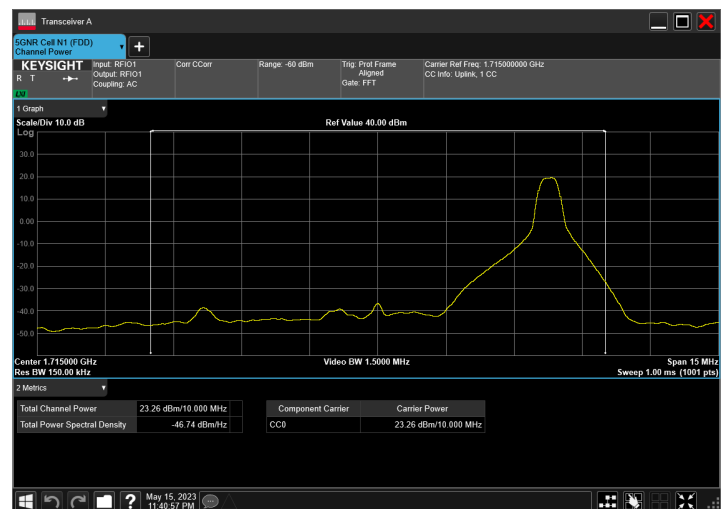 Transceiver A
5GNR Cell N1 (FDD)
Channel Power
KEYSIGHT
R T
LXI
Input: RFIO1
Output: RFIO1
Coupling: AC
Corr CCorr
Range: -60 dBm
Trig: Prot Frame
Aligned
Gate: FFT
Carrier Ref Freq: 1.715000000 GHz
CC Info: Uplink, 1 CC
1 Graph
Scale/Div 10.0 dB
Ref Value 40.00 dBm
Log
30.0
20.0
10.0
0.00
-10.0
-20.0
-30.0
-40.0
-50.0
Center 1.715000 GHz
Video BW 1.5000 MHz
Span 15 MHz
Res BW 150.00 kHz
Sweep 1.00 ms (1001 pts)
2 Metrics
Total Channel Power 23.26 dBm/10.000 MHz
Total Power Spectral Density -46.74 dBm/Hz
Component Carrier Carrier Power
CC0 23.26 dBm/10.000 MHz
?
May 15, 2023
11:40:57 PM